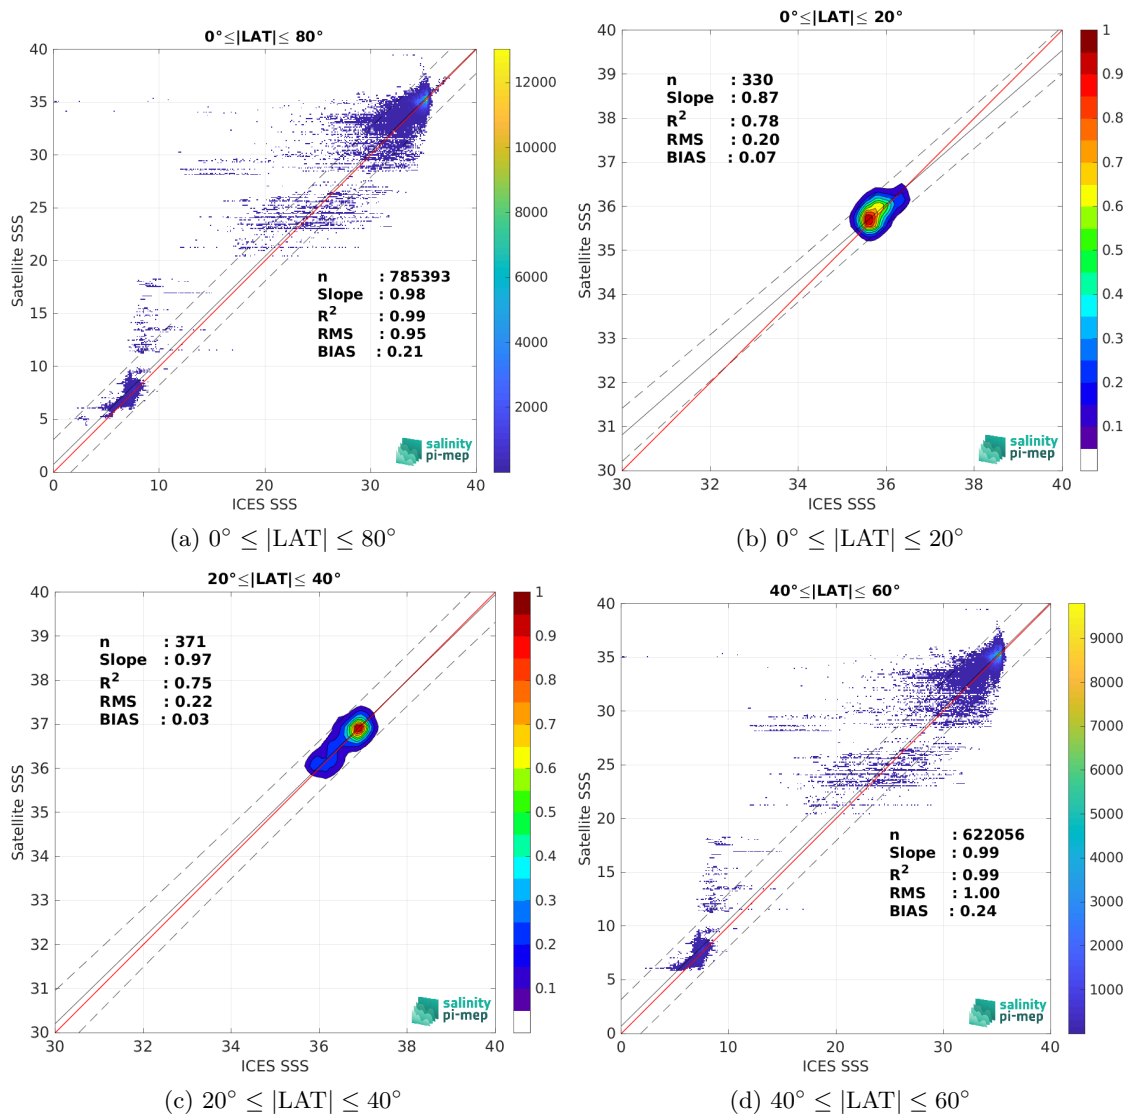 0°≤|LAT|≤ 80°
40
35
30
25
20
15
10
5
0
Satellite SSS
n : 785393
Slope : 0.98
R² : 0.99
RMS : 0.95
BIAS : 0.21
salinity
pi-mep
0 10 20 30 40
ICES SSS
12000
10000
8000
6000
4000
2000
(a) 0° ≤ |LAT| ≤ 80°
0°≤|LAT|≤ 20°
40
39
38
37
36
35
34
33
32
31
30
Satellite SSS
n : 330
Slope : 0.87
R² : 0.78
RMS : 0.20
BIAS : 0.07
salinity
pi-mep
30 32 34 36 38 40
ICES SSS
1
0.9
0.8
0.7
0.6
0.5
0.4
0.3
0.2
0.1
(b) 0° ≤ |LAT| ≤ 20°
20°≤|LAT|≤ 40°
40
39
38
37
36
35
34
33
32
31
30
Satellite SSS
n : 371
Slope : 0.97
R² : 0.75
RMS : 0.22
BIAS : 0.03
salinity
pi-mep
30 32 34 36 38 40
ICES SSS
1
0.9
0.8
0.7
0.6
0.5
0.4
0.3
0.2
0.1
(c) 20° ≤ |LAT| ≤ 40°
40°≤|LAT|≤ 60°
40
35
30
25
20
15
10
5
0
Satellite SSS
n : 622056
Slope : 0.99
R² : 0.99
RMS : 1.00
BIAS : 0.24
salinity
pi-mep
0 10 20 30 40
ICES SSS
9000
8000
7000
6000
5000
4000
3000
2000
1000
(d) 40° ≤ |LAT| ≤ 60°